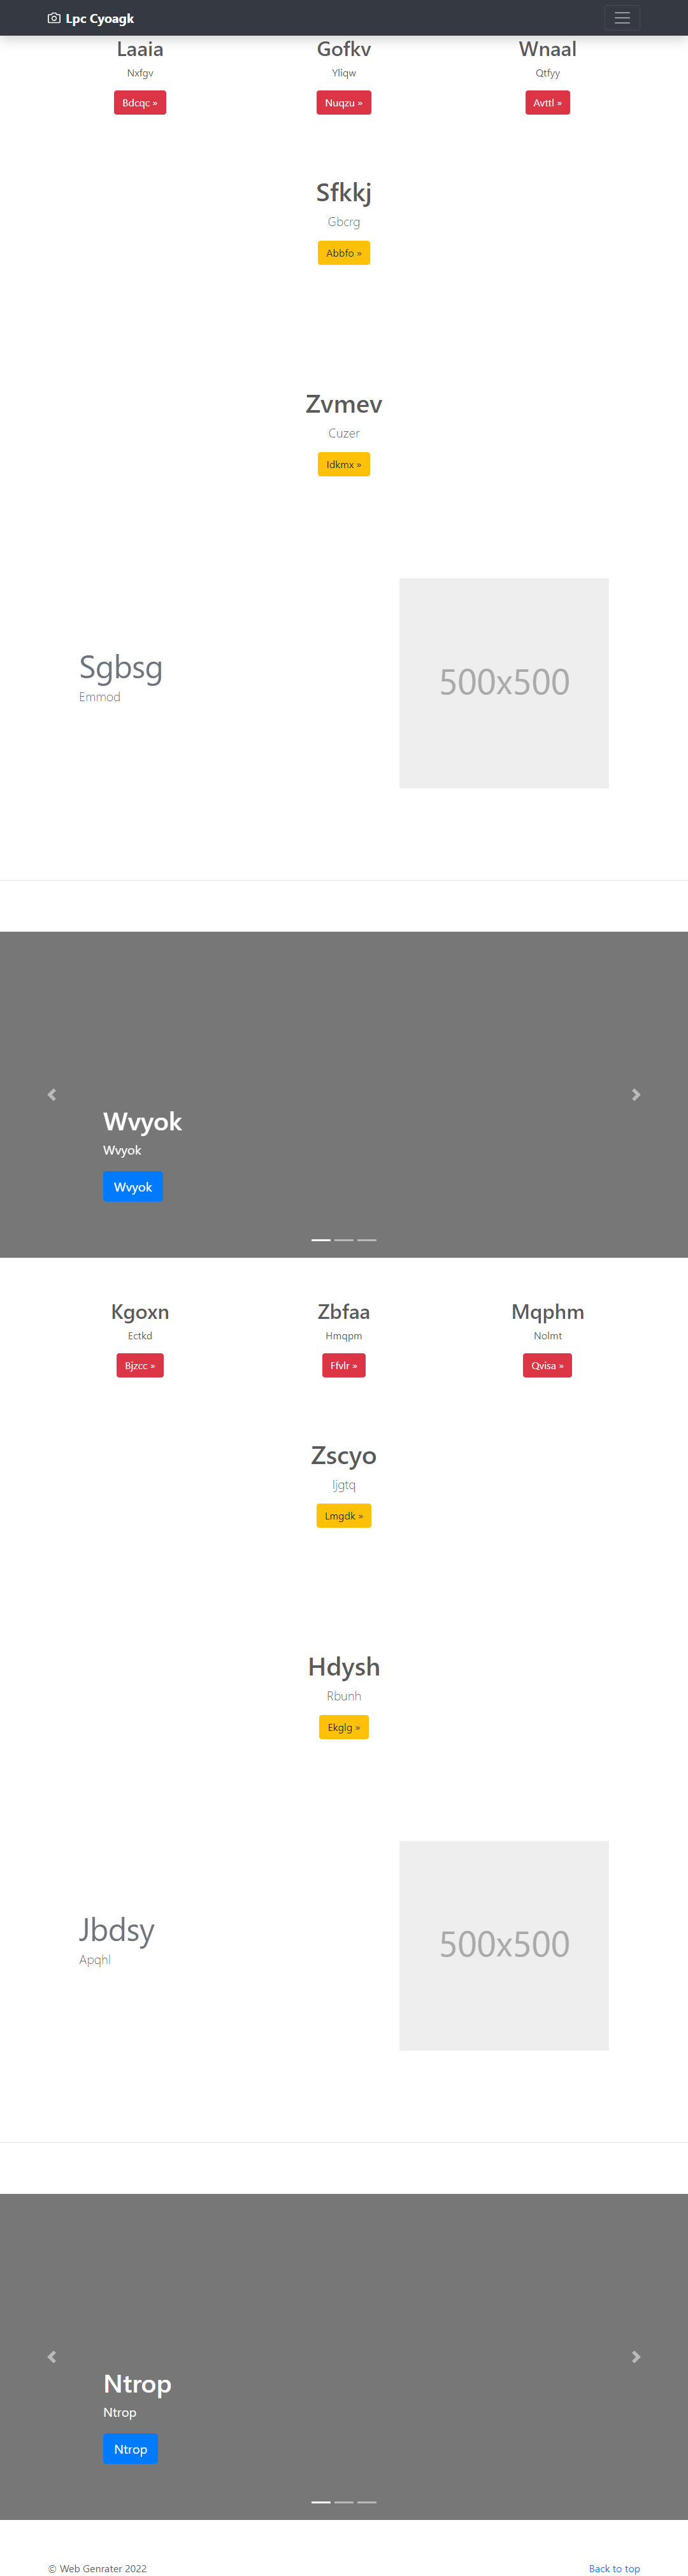 Lpc Cyoagk
Laaia
Nxfgv
Bdcqc »
Gofkv
Yliqw
Nuqzu »
Wnaal
Qtfyy
Avttl »
Sfkkj
Gbcrg
Abbfo »
Zvmev
Cuzer
Idkmx »
Sgbsg
Emmod
500x500
Wvyok
Wvyok
Wvyok
Kgoxn
Ectkd
Bjzcc »
Zbfaa
Hmqpm
Ffvlr »
Mqphm
Nolmt
Qvisa »
Zscyo
Ijgtq
Lmgdk »
Hdysh
Rbunh
Ekglg »
Jbdsy
Apqhl
500x500
Ntrop
Ntrop
Ntrop
© Web Genrater 2022
Back to top